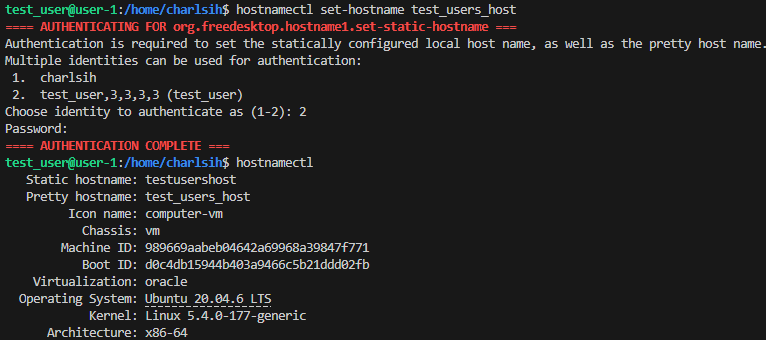 test_user@user-1:/home/charlsih$ hostnamectl set-hostname test_users_host
==== AUTHENTICATING FOR org.freedesktop.hostname1.set-static-hostname ===
Authentication is required to set the statically configured local host name, as well as the pretty host name.
Multiple identities can be used for authentication:
 1.  charlsih
 2.  test_user,3,3,3,3 (test_user)
Choose identity to authenticate as (1-2): 2
Password:
==== AUTHENTICATION COMPLETE ===
test_user@user-1:/home/charlsih$ hostnamectl
   Static hostname: testusershost
   Pretty hostname: test_users_host
         Icon name: computer-vm
           Chassis: vm
        Machine ID: 989669aabeb04642a69968a39847f771
           Boot ID: d0c4db15944b403a9466c5b21ddd02fb
    Virtualization: oracle
  Operating System: Ubuntu 20.04.6 LTS
            Kernel: Linux 5.4.0-177-generic
      Architecture: x86-64